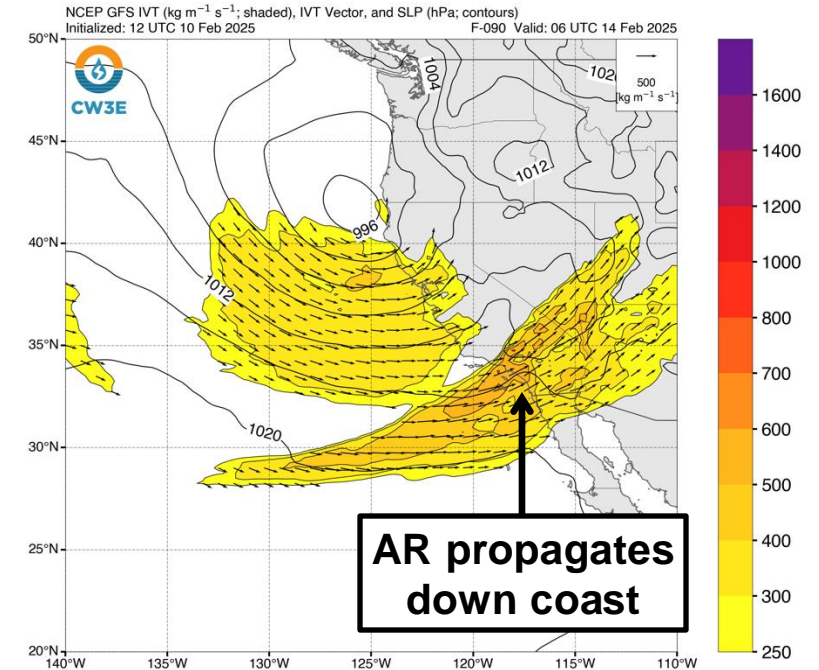 NCEP GFS IVT (kg m⁻¹ s⁻¹; shaded), IVT Vector, and SLP (hPa; contours)
Initialized: 12 UTC 10 Feb 2025
F-090 Valid: 06 UTC 14 Feb 2025
50°N
CW3E
1004
1020
500
[kg m⁻¹ s⁻¹]
1600
45°N
1012
1400
996
1200
40°N
1000
1012
800
35°N
700
1020
600
30°N
500
AR propagates
down coast
400
25°N
300
20°N
250
140°W
135°W
130°W
125°W
120°W
115°W
110°W